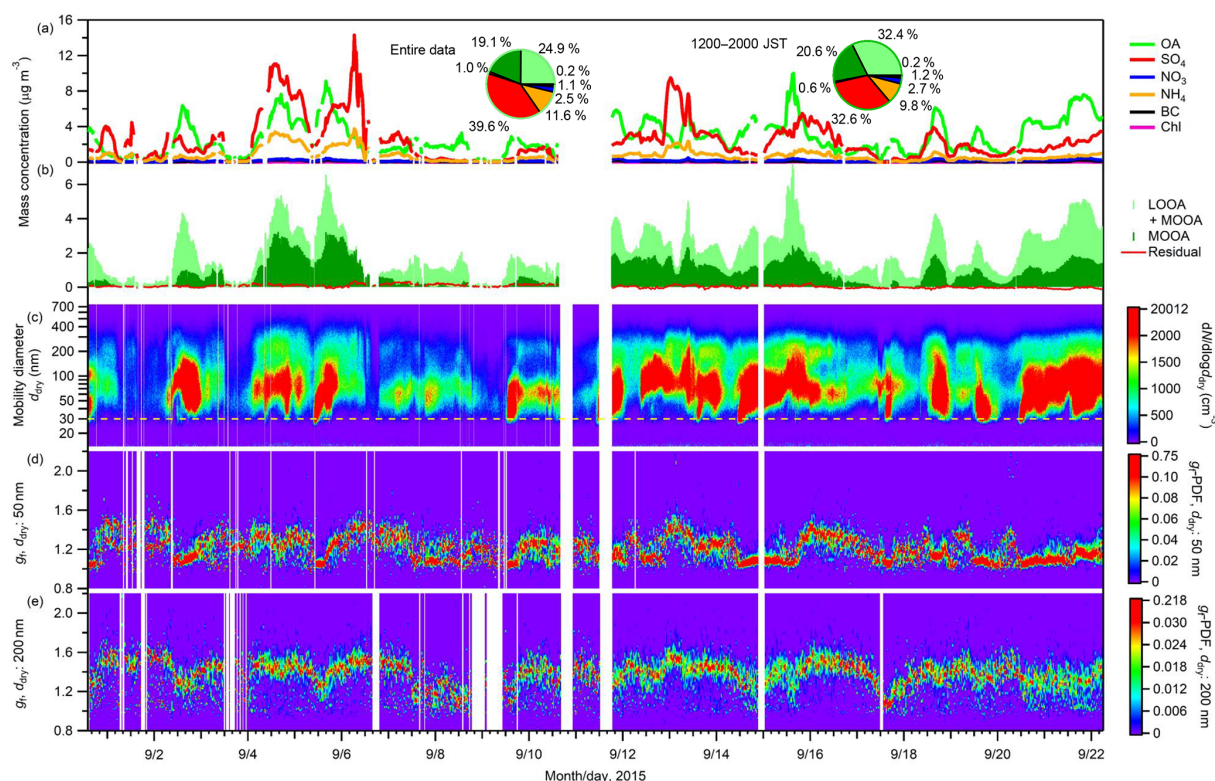 (a)
16
12
8
4
0
Mass concentration (μg m⁻³)
Entire data
19.1 %
24.9 %
1.0 %
0.2 %
1.1 %
2.5 %
11.6 %
39.6 %
1200–2000 JST
32.4 %
20.6 %
0.2 %
1.2 %
0.6 %
2.7 %
9.8 %
32.6 %
OA
SO₄
NO₃
NH₄
BC
Chl
(b)
6
4
2
0
LOOA
+ MOOA
MOOA
Residual
(c)
700
400
200
100
50
30
20
Mobility diameter
d_dry (nm)
20012
2000
1500
1000
500
0
dN/dlogd_dry (cm⁻³)
(d)
2.0
1.6
1.2
0.8
g_f, d_dry: 50 nm
0.75
0.10
0.08
0.06
0.04
0.02
0
g_f-PDF, d_dry: 50 nm
(e)
2.0
1.6
1.2
0.8
g_f, d_dry: 200 nm
0.218
0.030
0.024
0.018
0.012
0.006
0
g_f-PDF, d_dry: 200 nm
9/2
9/4
9/6
9/8
9/10
9/12
9/14
9/16
9/18
9/20
9/22
Month/day, 2015